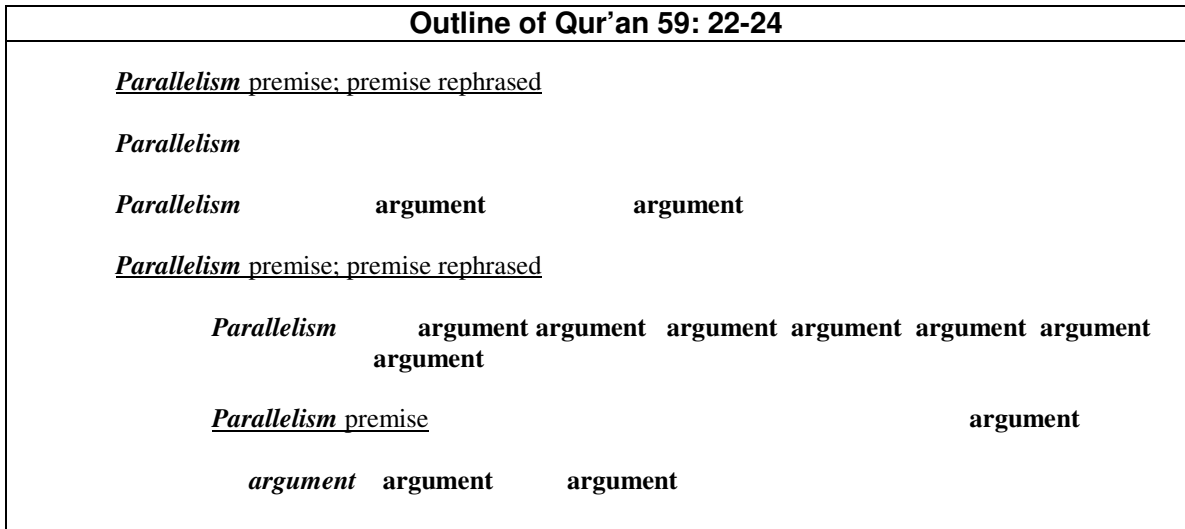 Outline of Qur’an 59: 22-24
Parallelism premise; premise rephrased
Parallelism
Parallelism argument argument
Parallelism premise; premise rephrased
Parallelism argument argument argument argument argument argument
argument
Parallelism premise argument
argument argument argument